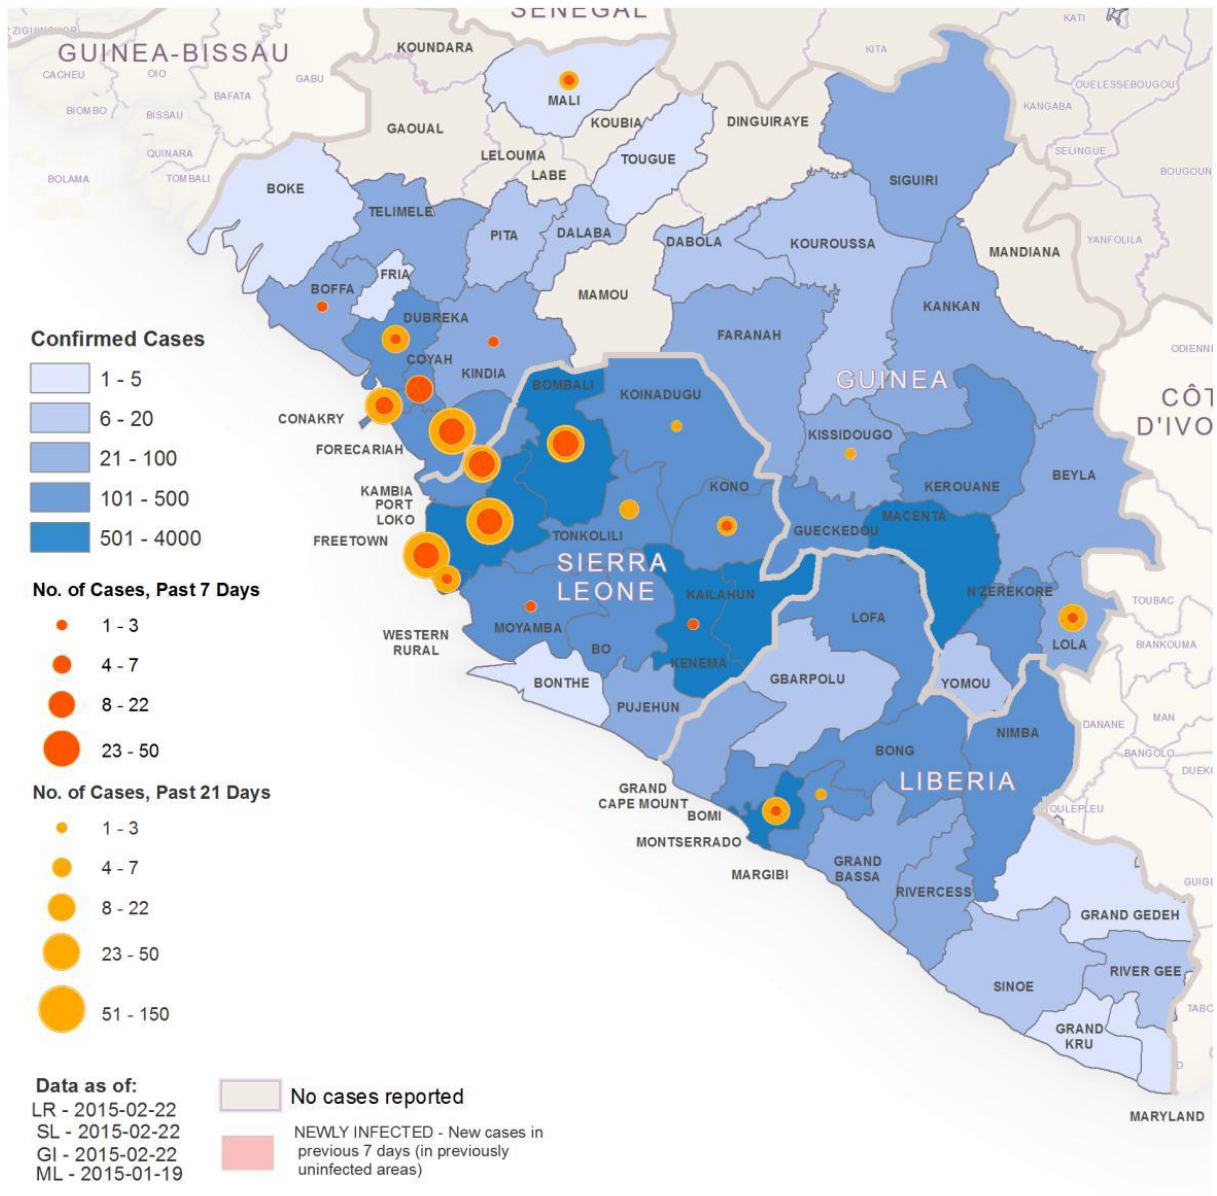 SENEGAL
KATI
ZIGUINCHOR
GUINEA-BISSAU
KOUNDARA
KITA
CACHEU
OIO
GABU
OUELESSEBOUGOU
BAFATA
MALI
KANGABA
BIOMBO
BISSAU
KOUBIA
DINGUIRAYE
GAOUAL
QUINARA
LELOUMA
TOUGUE
SELINGUE
BOLAMA
TOMBALI
LABE
BOUGOUN
BOKE
SIGUIRI
TELIMELE
PITA
DALABA
DABOLA
KOUROUSSA
YANFOLILA
MANDIANA
FRIA
BOFFA
MAMOU
KANKAN
DUBREKA
FARANAH
COYAH
ODIENNE
KINDIA
GUINEA
BOMBALI
KOINADUGU
CÔT
D'IVO
CONAKRY
KISSIDOUGO
FORECARIAH
BEYLA
KONO
KEROUANE
KAMBIA
PORT
LOKO
MACENTA
GUECKEDOU
TONKOLILI
FREETOWN
SIERRA
LEONE
KAILAHUN
N'ZEREKORE
TOUBAC
MOYAMBA
LOFA
WESTERN
RURAL
BO
LOLA
BIANKOUMA
KENEMA
BONTHE
GBARPOLU
YOMOU
PUJEHUN
MAN
DANANE
NIMBA
BONG
BANGOLO
DUEKO
LIBERIA
GRAND
CAPE MOUNT
BOMI
TOULEPLEU
MONTSERRADO
MARGIBI
GRAND
BASSA
RIVERCESS
GUIGL
GRAND GEDEH
RIVER GEE
SINOE
TABO
GRAND
KRU
MARYLAND
Confirmed Cases
1 - 5
6 - 20
21 - 100
101 - 500
501 - 4000
No. of Cases, Past 7 Days
1 - 3
4 - 7
8 - 22
23 - 50
No. of Cases, Past 21 Days
1 - 3
4 - 7
8 - 22
23 - 50
51 - 150
Data as of:
LR - 2015-02-22
SL - 2015-02-22
GI - 2015-02-22
ML - 2015-01-19
No cases reported
NEWLY INFECTED - New cases in
previous 7 days (in previously
uninfected areas)